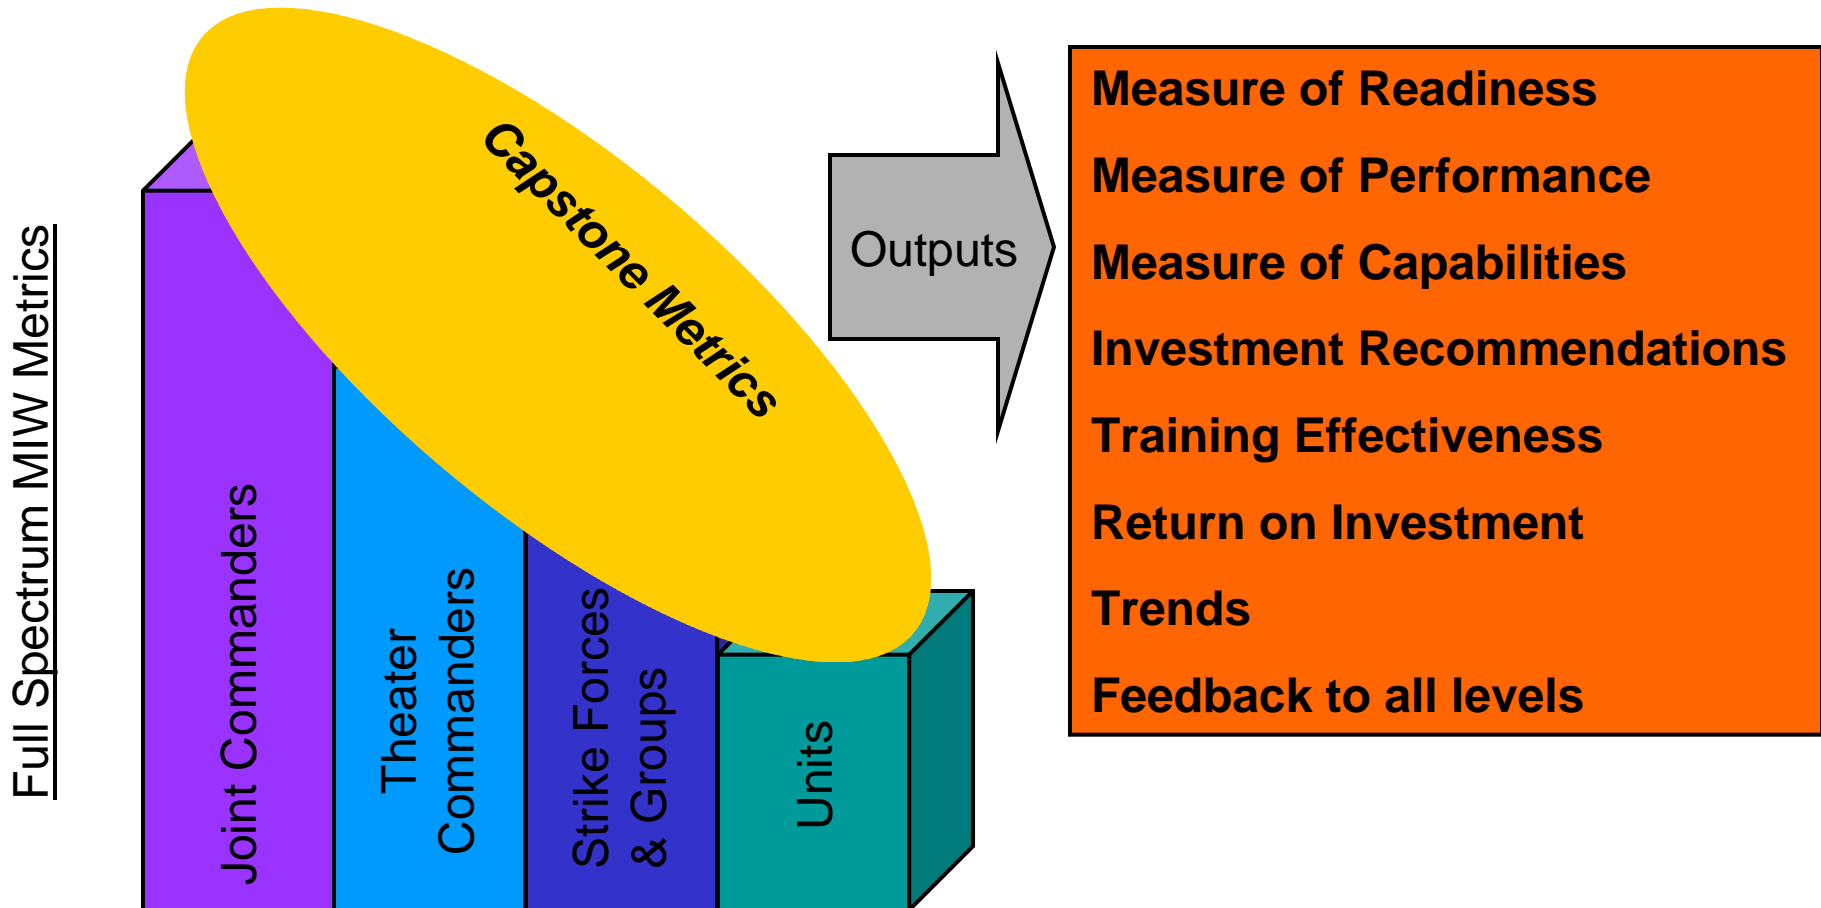 Full Spectrum MIW Metrics
Joint Commanders
Theater
Commanders
Strike Forces
& Groups
Units
Capstone Metrics
Outputs
Measure of Readiness
Measure of Performance
Measure of Capabilities
Investment Recommendations
Training Effectiveness
Return on Investment
Trends
Feedback to all levels